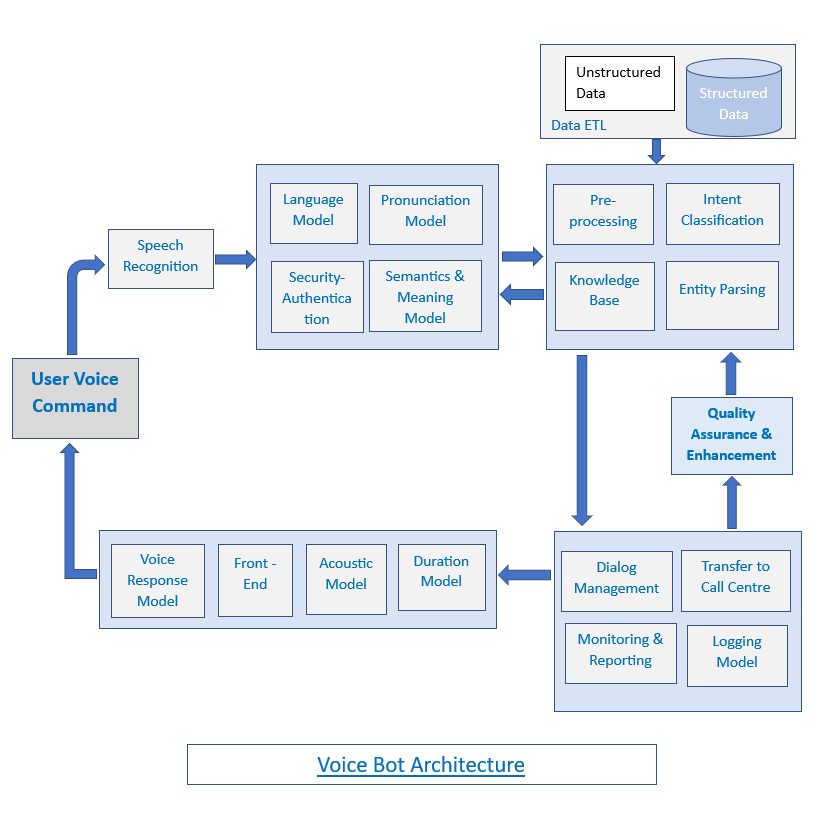 Unstructured
Data
Structured
Data
Data ETL
Language
Model
Pronunciation
Model
Pre-
processing
Intent
Classification
Speech
Recognition
Security-
Authentica
tion
Semantics &
Meaning
Model
Knowledge
Base
Entity Parsing
User Voice
Command
Quality
Assurance &
Enhancement
Voice
Response
Model
Front -
End
Acoustic
Model
Duration
Model
Dialog
Management
Transfer to
Call Centre
Monitoring &
Reporting
Logging
Model
Voice Bot Architecture